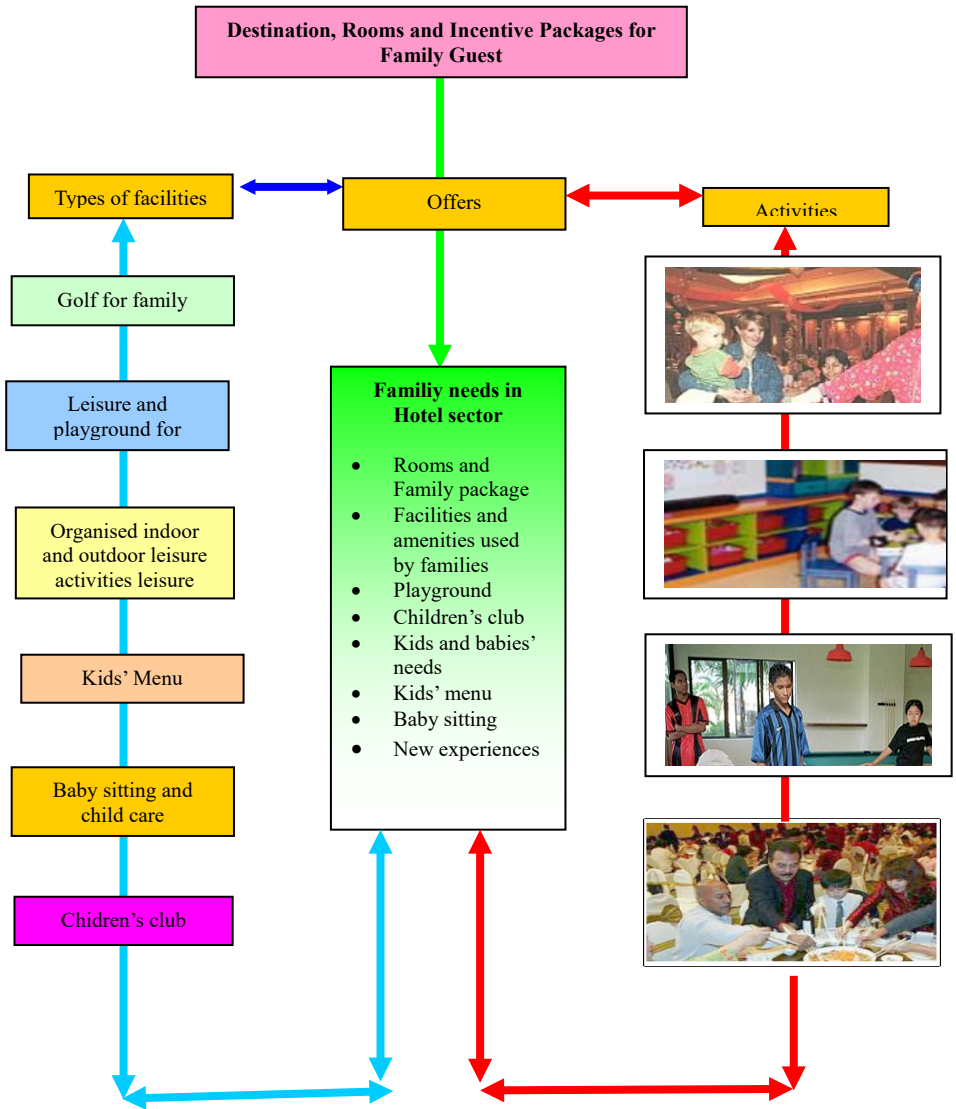 Destination, Rooms and Incentive Packages for
Family Guest
Types of facilities
Offers
Activities
Golf for family
Leisure and
playground for
Organised indoor
and outdoor leisure
activities leisure
Kids’ Menu
Baby sitting and
child care
Chidren’s club
Familiy needs in
Hotel sector
• Rooms and
Family package
• Facilities and
amenities used
by families
• Playground
• Children’s club
• Kids and babies’
needs
• Kids’ menu
• Baby sitting
• New experiences